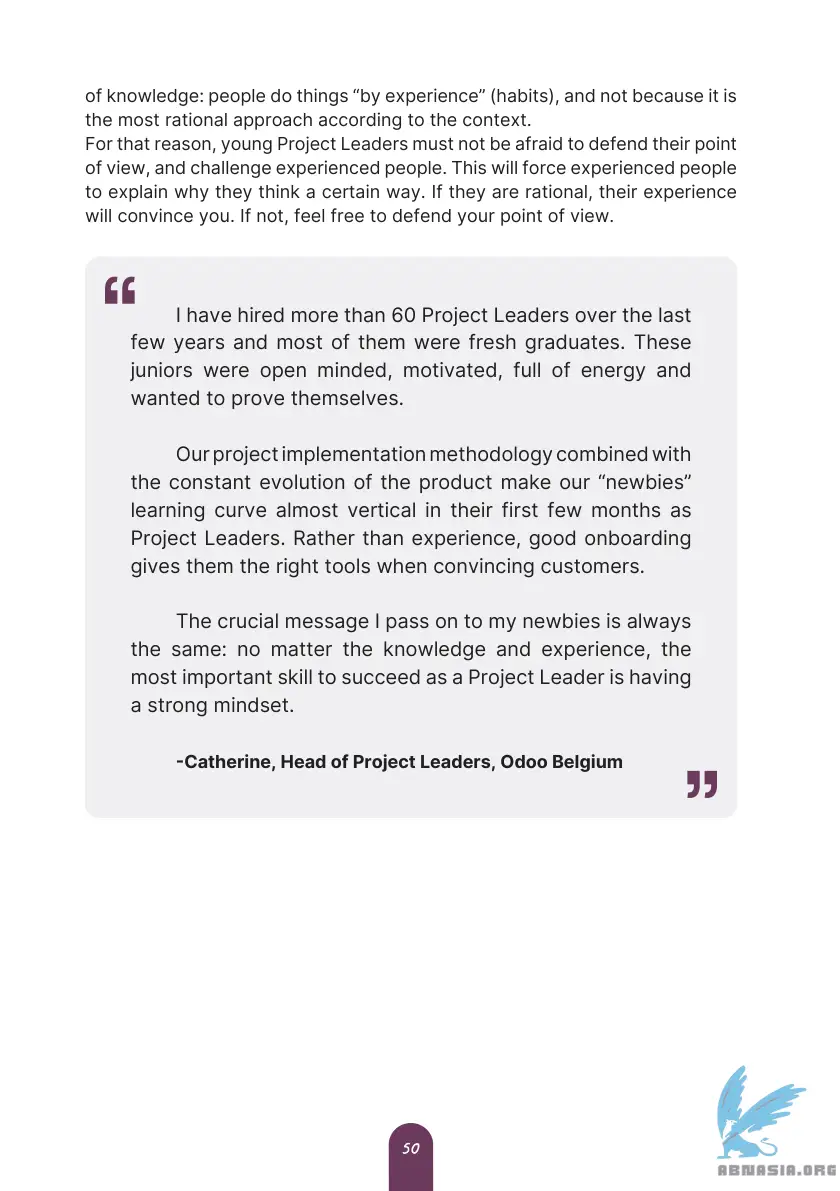 of knowledge: people do things “by experience” (habits), and not because it is
the most rational approach according to the context.
For that reason, young Project Leaders must not be afraid to defend their point
of view, and challenge experienced people. This will force experienced people
to explain why they think a certain way. If they are rational, their experience
will convince you. If not, feel free to defend your point of view.
“
I have hired more than 60 Project Leaders over the last
few years and most of them were fresh graduates. These
juniors were open minded, motivated, full of energy and
wanted to prove themselves.
Our project implementation methodology combined with
the constant evolution of the product make our “newbies”
learning curve almost vertical in their first few months as
Project Leaders. Rather than experience, good onboarding
gives them the right tools when convincing customers.
The crucial message I pass on to my newbies is always
the same: no matter the knowledge and experience, the
most important skill to succeed as a Project Leader is having
a strong mindset.
-Catherine, Head of Project Leaders, Odoo Belgium
”
50
ABNASIA.ORG